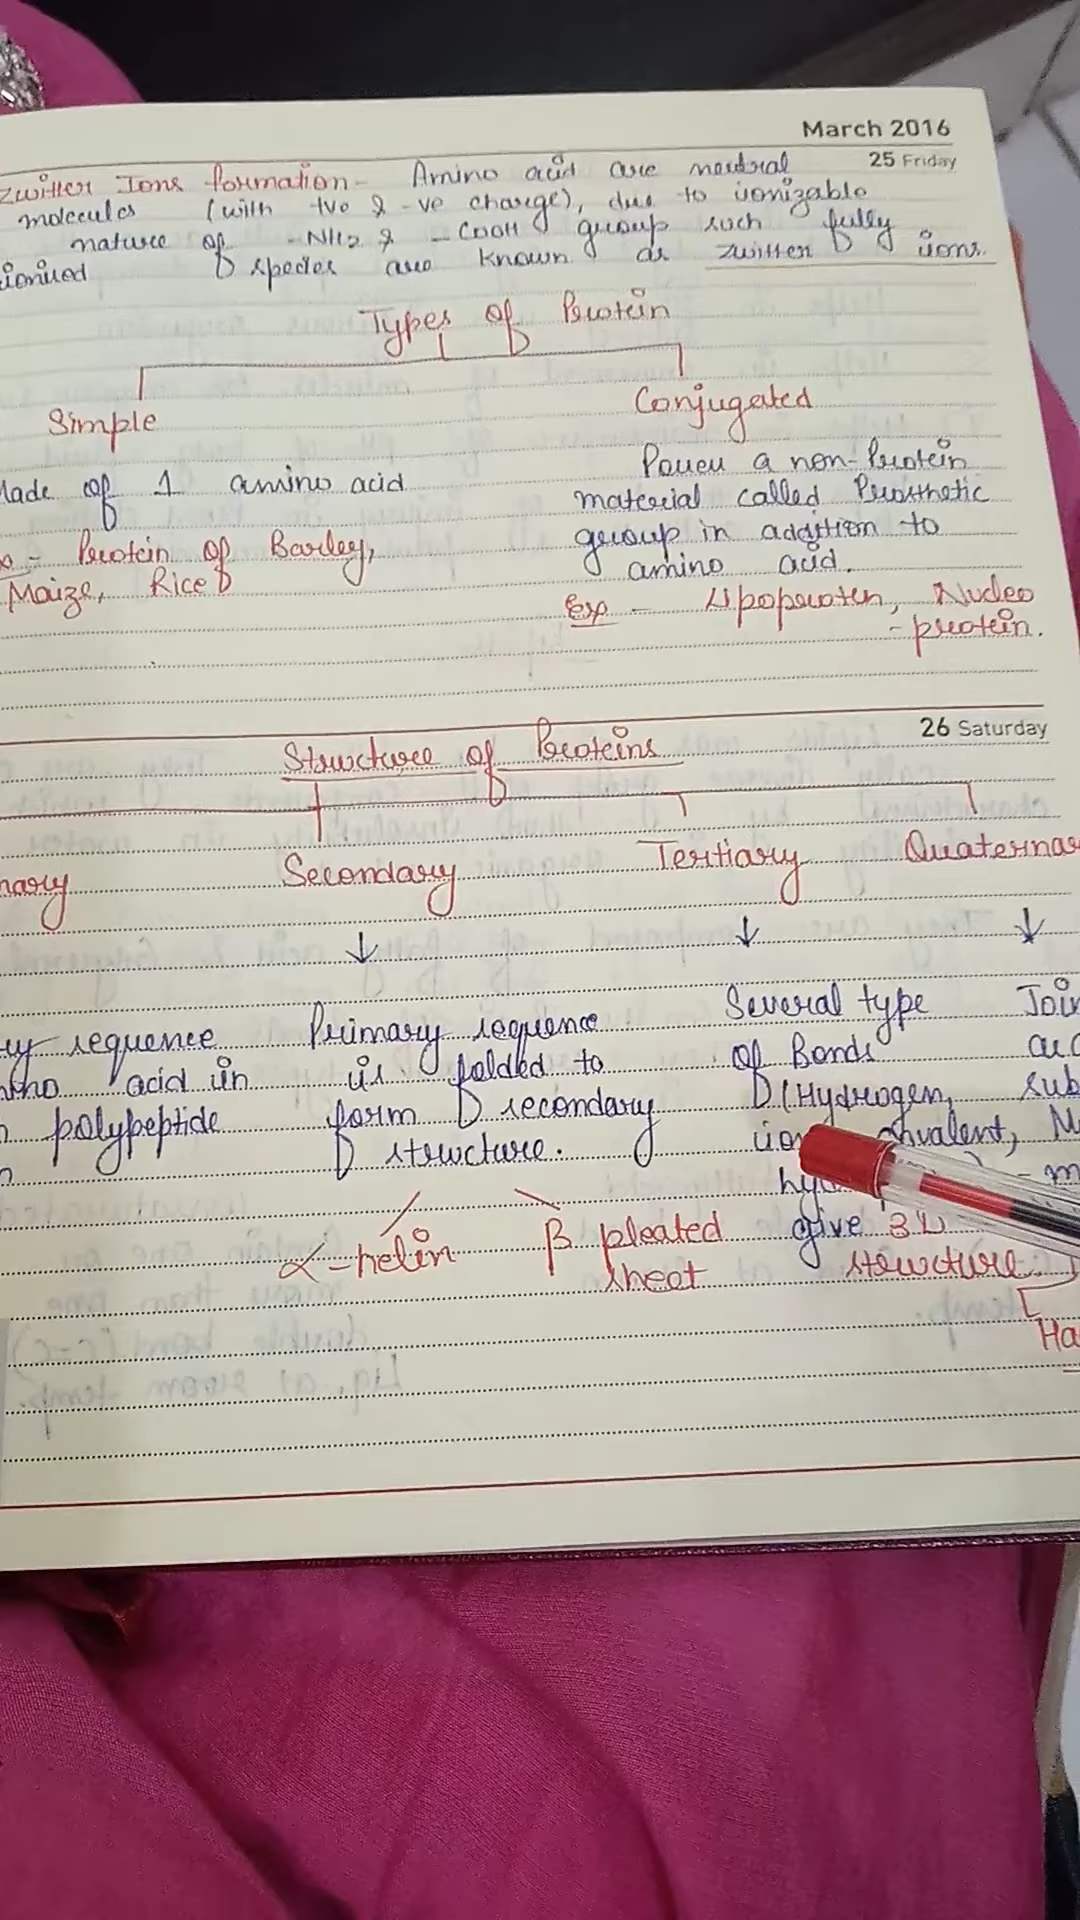 March 2016
25 Friday
Zwitter Ions formation- Amino acid are neutral
molecules (with +ve & -ve charge), due to ionizable
nature of -NH2 & -COOH group such fully
ionised species are known as zwitter ions.
Types of Protein
Simple Conjugated
Made of 1 amino acid
Protein of Barley,
Maize, Rice
a non-Protein
material called Prosthetic
group in addition to
amino acid.
Exp - Lipoprotein, Nucleo
-protein.
26 Saturday
Structure of Proteins
Secondary Tertiary
sequence
acid in
polypeptide
Primary sequence
is folded to
form secondary
structure.
α-helix β pleated
sheet
Several type
of Bonds
(Hydrogen,
give 3D
structure.
Ha